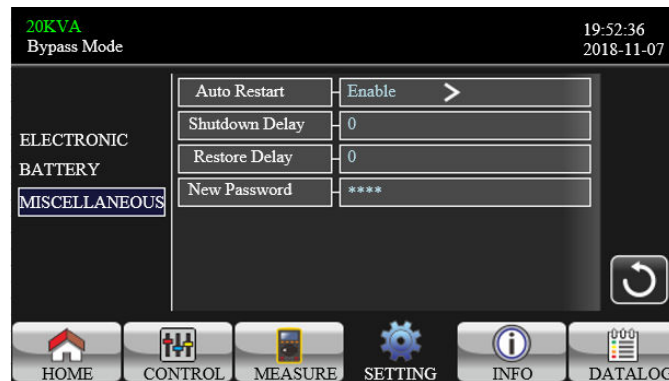 20KVA
19:52:36
Bypass Mode
2018-11-07
Auto Restart
Enable >
Shutdown Delay
0
ELECTRONIC
Restore Delay
0
BATTERY
New Password
****
MISCELLANEOUS
HOME
CONTROL
MEASURE
SETTING
INFO
DATALOG